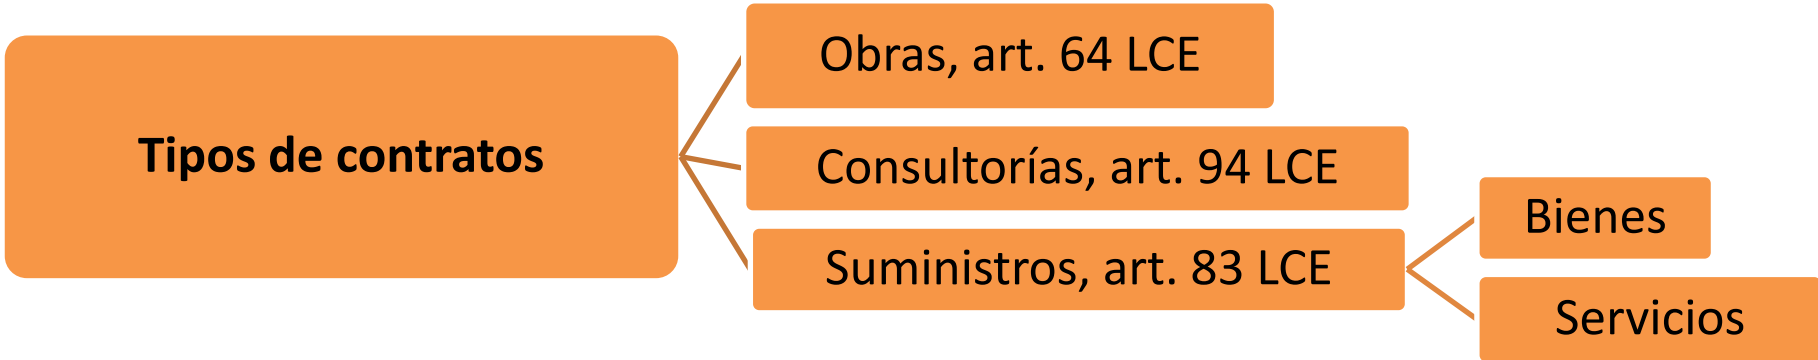 Tipos de contratos
Obras, art. 64 LCE
Consultorías, art. 94 LCE
Suministros, art. 83 LCE
Bienes
Servicios